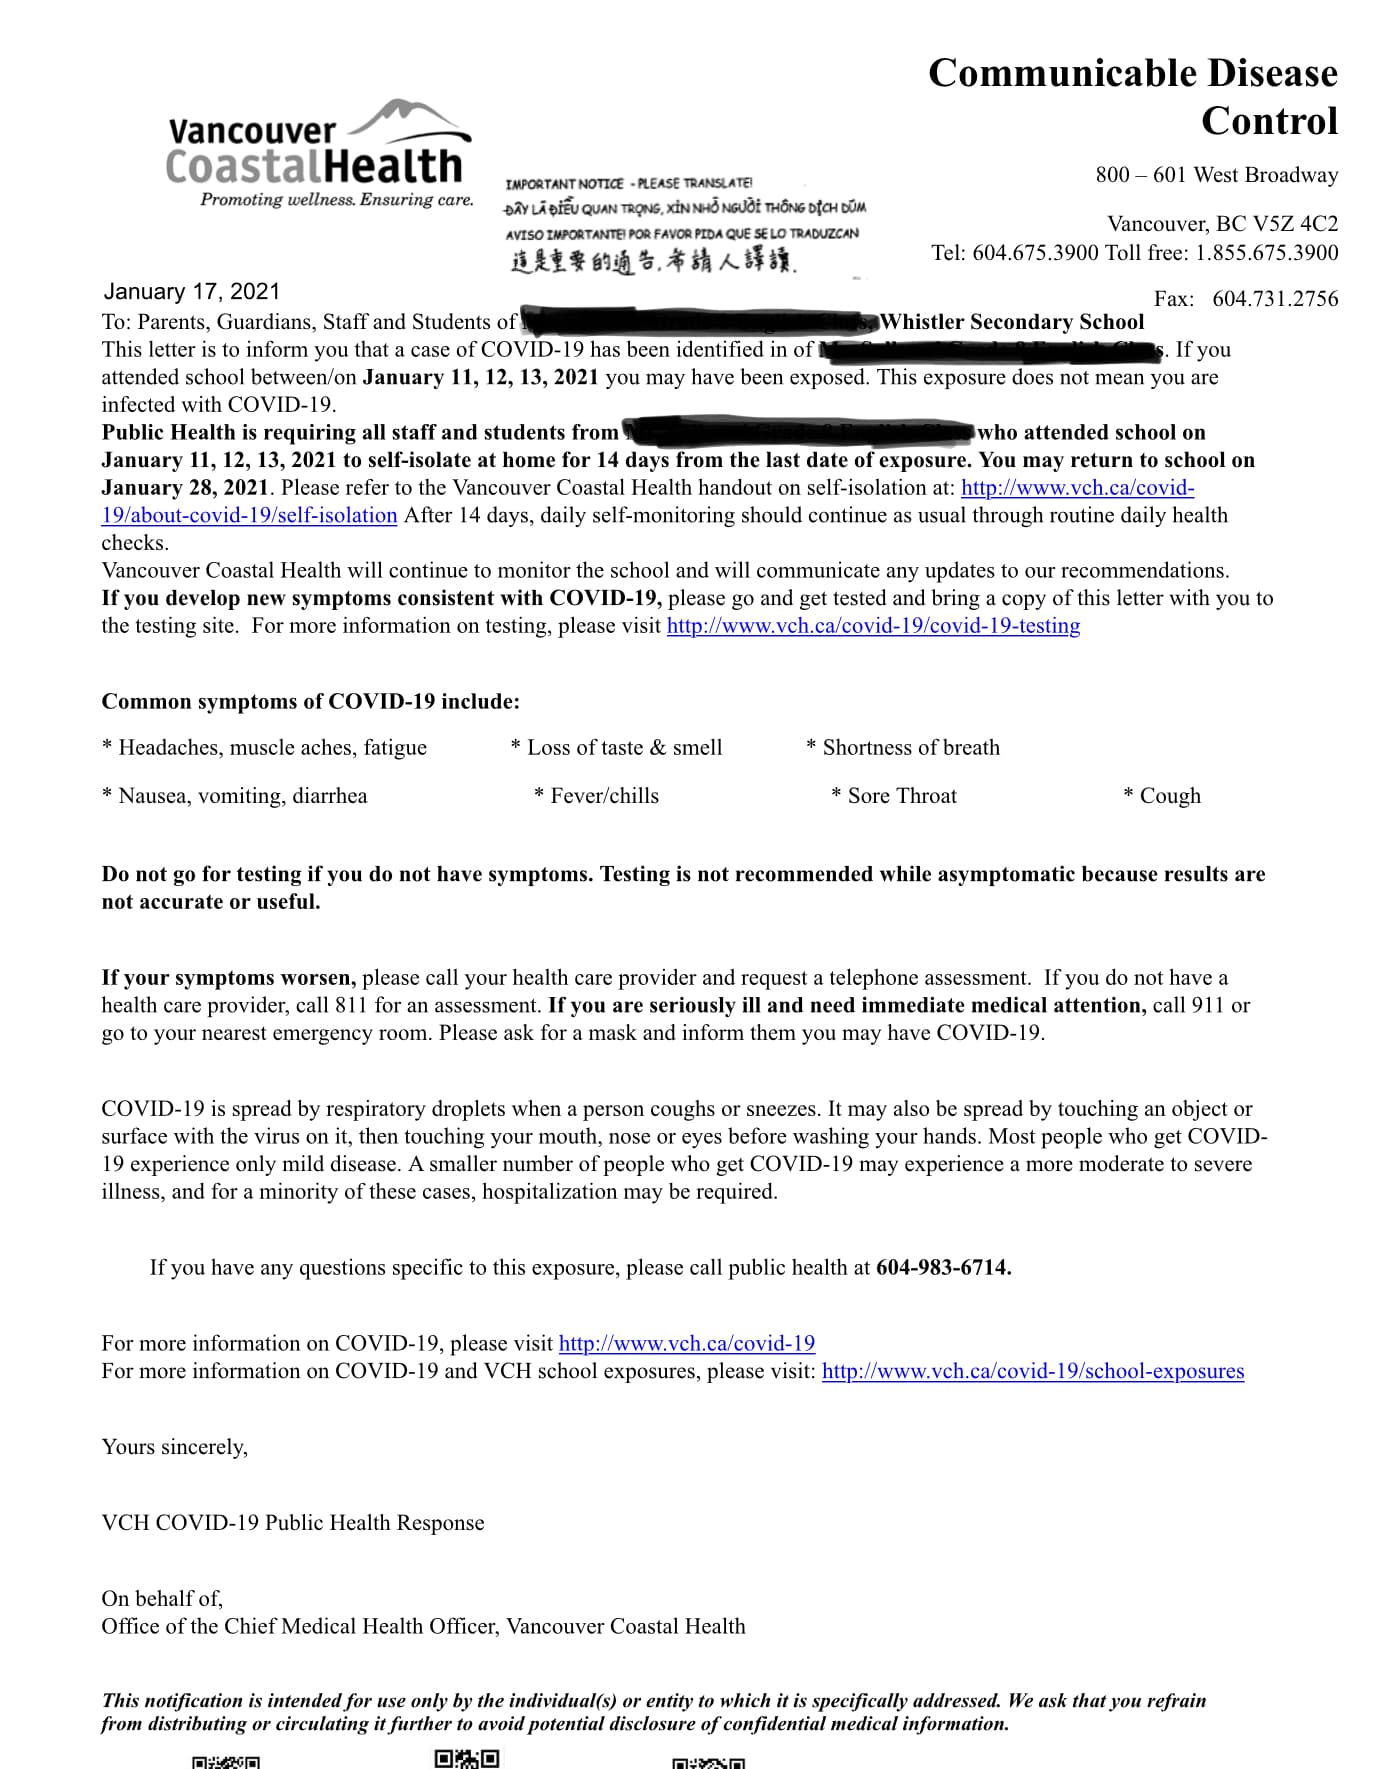 Communicable Disease
Control
Vancouver
CoastalHealth
Promoting wellness. Ensuring care.
800 – 601 West Broadway
Vancouver, BC V5Z 4C2
Tel: 604.675.3900 Toll free: 1.855.675.3900
Fax: 604.731.2756
IMPORTANT NOTICE - PLEASE TRANSLATE!
ĐÂY LÀ ĐIỀU QUAN TRỌNG, XIN NHỜ NGƯỜI THÔNG DỊCH DÙM
AVISO IMPORTANTE! POR FAVOR PIDA QUE SE LO TRADUZCAN
這是重要的通告,希請人譯讀.
January 17, 2021
To: Parents, Guardians, Staff and Students of Whistler Secondary School
This letter is to inform you that a case of COVID-19 has been identified in of . If you
attended school between/on January 11, 12, 13, 2021 you may have been exposed. This exposure does not mean you are
infected with COVID-19.
Public Health is requiring all staff and students from who attended school on
January 11, 12, 13, 2021 to self-isolate at home for 14 days from the last date of exposure. You may return to school on
January 28, 2021. Please refer to the Vancouver Coastal Health handout on self-isolation at: http://www.vch.ca/covid-
19/about-covid-19/self-isolation After 14 days, daily self-monitoring should continue as usual through routine daily health
checks.
Vancouver Coastal Health will continue to monitor the school and will communicate any updates to our recommendations.
If you develop new symptoms consistent with COVID-19, please go and get tested and bring a copy of this letter with you to
the testing site. For more information on testing, please visit http://www.vch.ca/covid-19/covid-19-testing
Common symptoms of COVID-19 include:
* Headaches, muscle aches, fatigue * Loss of taste & smell * Shortness of breath
* Nausea, vomiting, diarrhea * Fever/chills * Sore Throat * Cough
Do not go for testing if you do not have symptoms. Testing is not recommended while asymptomatic because results are
not accurate or useful.
If your symptoms worsen, please call your health care provider and request a telephone assessment. If you do not have a
health care provider, call 811 for an assessment. If you are seriously ill and need immediate medical attention, call 911 or
go to your nearest emergency room. Please ask for a mask and inform them you may have COVID-19.
COVID-19 is spread by respiratory droplets when a person coughs or sneezes. It may also be spread by touching an object or
surface with the virus on it, then touching your mouth, nose or eyes before washing your hands. Most people who get COVID-
19 experience only mild disease. A smaller number of people who get COVID-19 may experience a more moderate to severe
illness, and for a minority of these cases, hospitalization may be required.
If you have any questions specific to this exposure, please call public health at 604-983-6714.
For more information on COVID-19, please visit http://www.vch.ca/covid-19
For more information on COVID-19 and VCH school exposures, please visit: http://www.vch.ca/covid-19/school-exposures
Yours sincerely,
VCH COVID-19 Public Health Response
On behalf of,
Office of the Chief Medical Health Officer, Vancouver Coastal Health
This notification is intended for use only by the individual(s) or entity to which it is specifically addressed. We ask that you refrain
from distributing or circulating it further to avoid potential disclosure of confidential medical information.